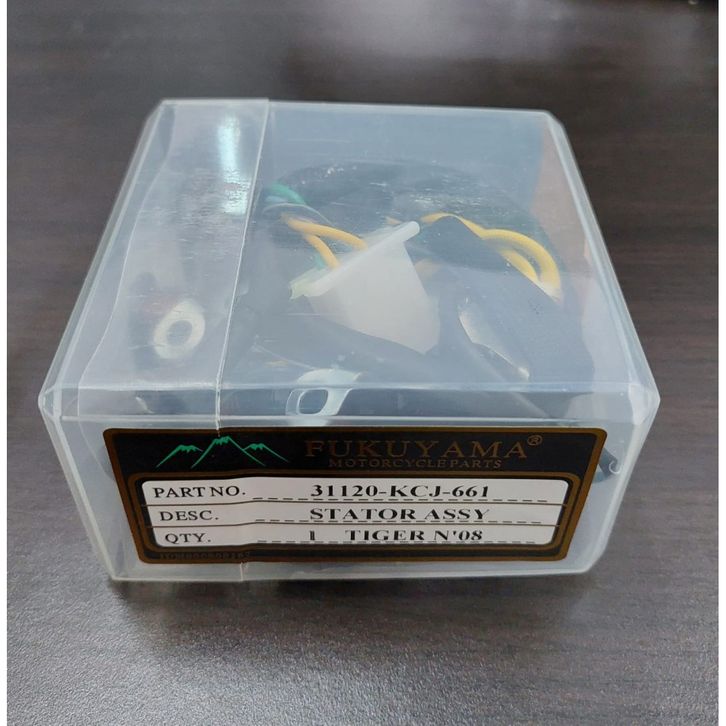 FUKUYAMA®
MOTORCYCLE PARTS
PART NO. 31120-KCJ-661
DESC. STATOR ASSY
QTY. 1 TIGER N'08